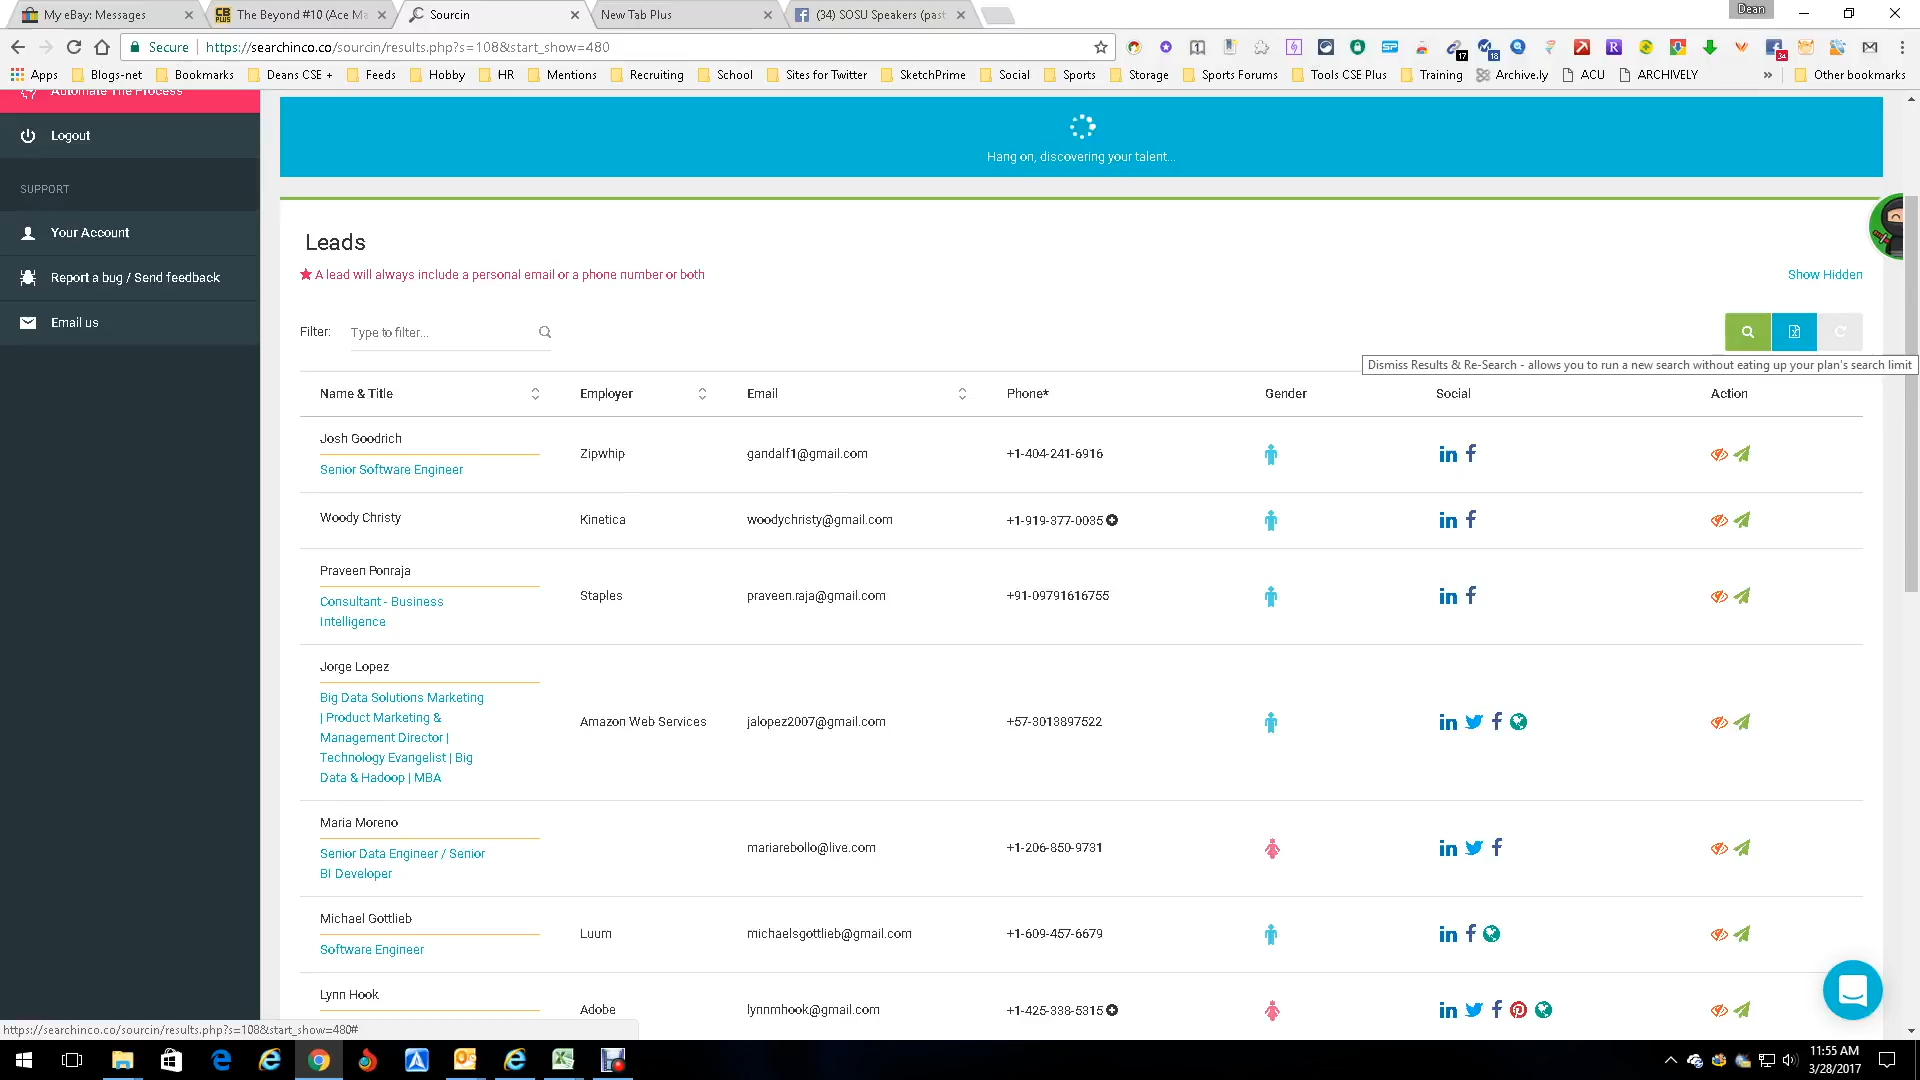 My eBay: Messages
The Beyond #10 (Ace Ma
Sourcin
New Tab Plus
(34) SOSU Speakers (past
Dean
Secure
https://searchinco.co/sourcin/results.php?s=108&start_show=480
17
18
34
Apps
Blogs-net
Bookmarks
Deans CSE +
Feeds
Hobby
HR
Mentions
Recruiting
School
Sites for Twitter
SketchPrime
Social
Sports
Storage
Sports Forums
Tools CSE Plus
Training
Archive.ly
ACU
ARCHIVELY
»
Other bookmarks
Automate The Process
Logout
SUPPORT
Your Account
Report a bug / Send feedback
Email us
Hang on, discovering your talent...
Leads
A lead will always include a personal email or a phone number or both
Show Hidden
Filter:
Type to filter...
Dismiss Results & Re-Search - allows you to run a new search without eating up your plan's search limit
Name & Title
Employer
Email
Phone*
Gender
Social
Action
Josh Goodrich
Senior Software Engineer
Zipwhip
gandalf1@gmail.com
+1-404-241-6916
Woody Christy
Kinetica
woodychristy@gmail.com
+1-919-377-0035
Praveen Ponraja
Consultant - Business
Intelligence
Staples
praveen.raja@gmail.com
+91-09791616755
Jorge Lopez
Big Data Solutions Marketing
| Product Marketing &
Management Director |
Technology Evangelist | Big
Data & Hadoop | MBA
Amazon Web Services
jalopez2007@gmail.com
+57-3013897522
Maria Moreno
Senior Data Engineer / Senior
BI Developer
mariarebollo@live.com
+1-206-850-9731
Michael Gottlieb
Software Engineer
Luum
michaelsgottlieb@gmail.com
+1-609-457-6679
Lynn Hook
Adobe
lynnmhook@gmail.com
+1-425-338-5315
https://searchinco.co/sourcin/results.php?s=108&start_show=480#
11:55 AM
3/28/2017